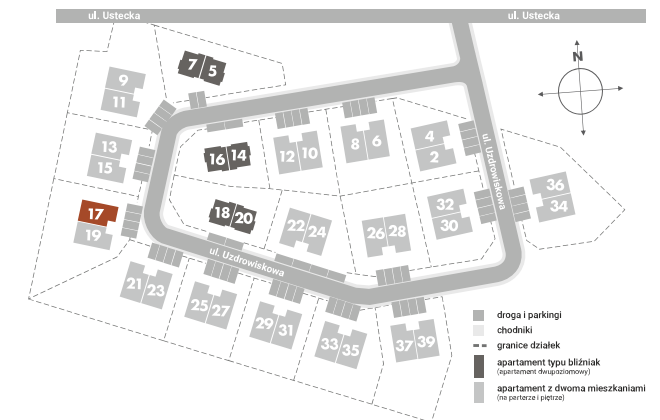 ul. Ustecka
ul. Ustecka
7 5
N
9
11
16 14
12 10
8 6
4
2
ul. Uzdrowiskowa
13
15
17
19
18 20
22 24
26 28
32
30
36
34
ul. Uzdrowiskowa
21 23
25 27
29 31
33 35
37 39
droga i parkingi
chodniki
granice działek
apartament typu bliźniak
(apartament dwupoziomowy)
apartament z dwoma mieszkaniami
(na parterze i piętrze)